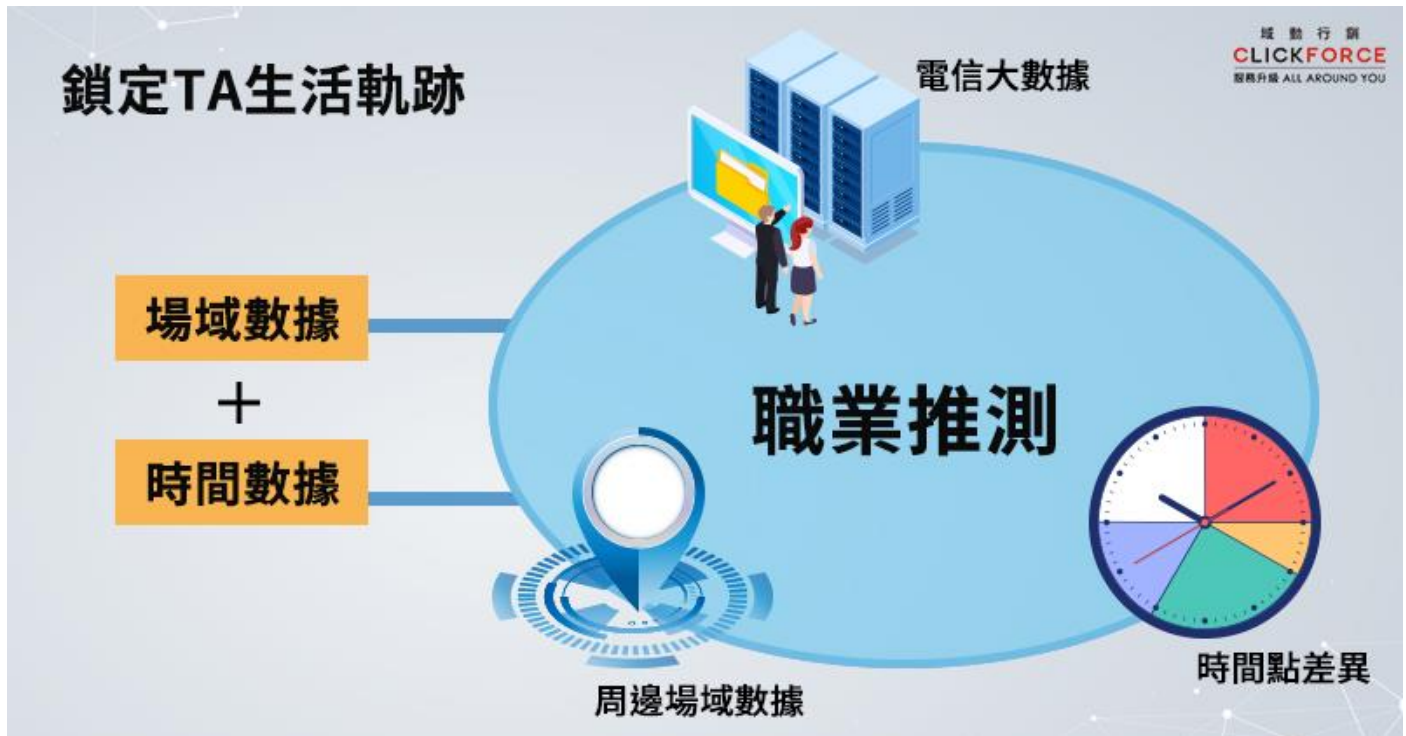 鎖定TA生活軌跡
電信大數據
域動行銷
CLICKFORCE
服務升級 ALL AROUND YOU
場域數據
+
時間數據
職業推測
周邊場域數據
時間點差異